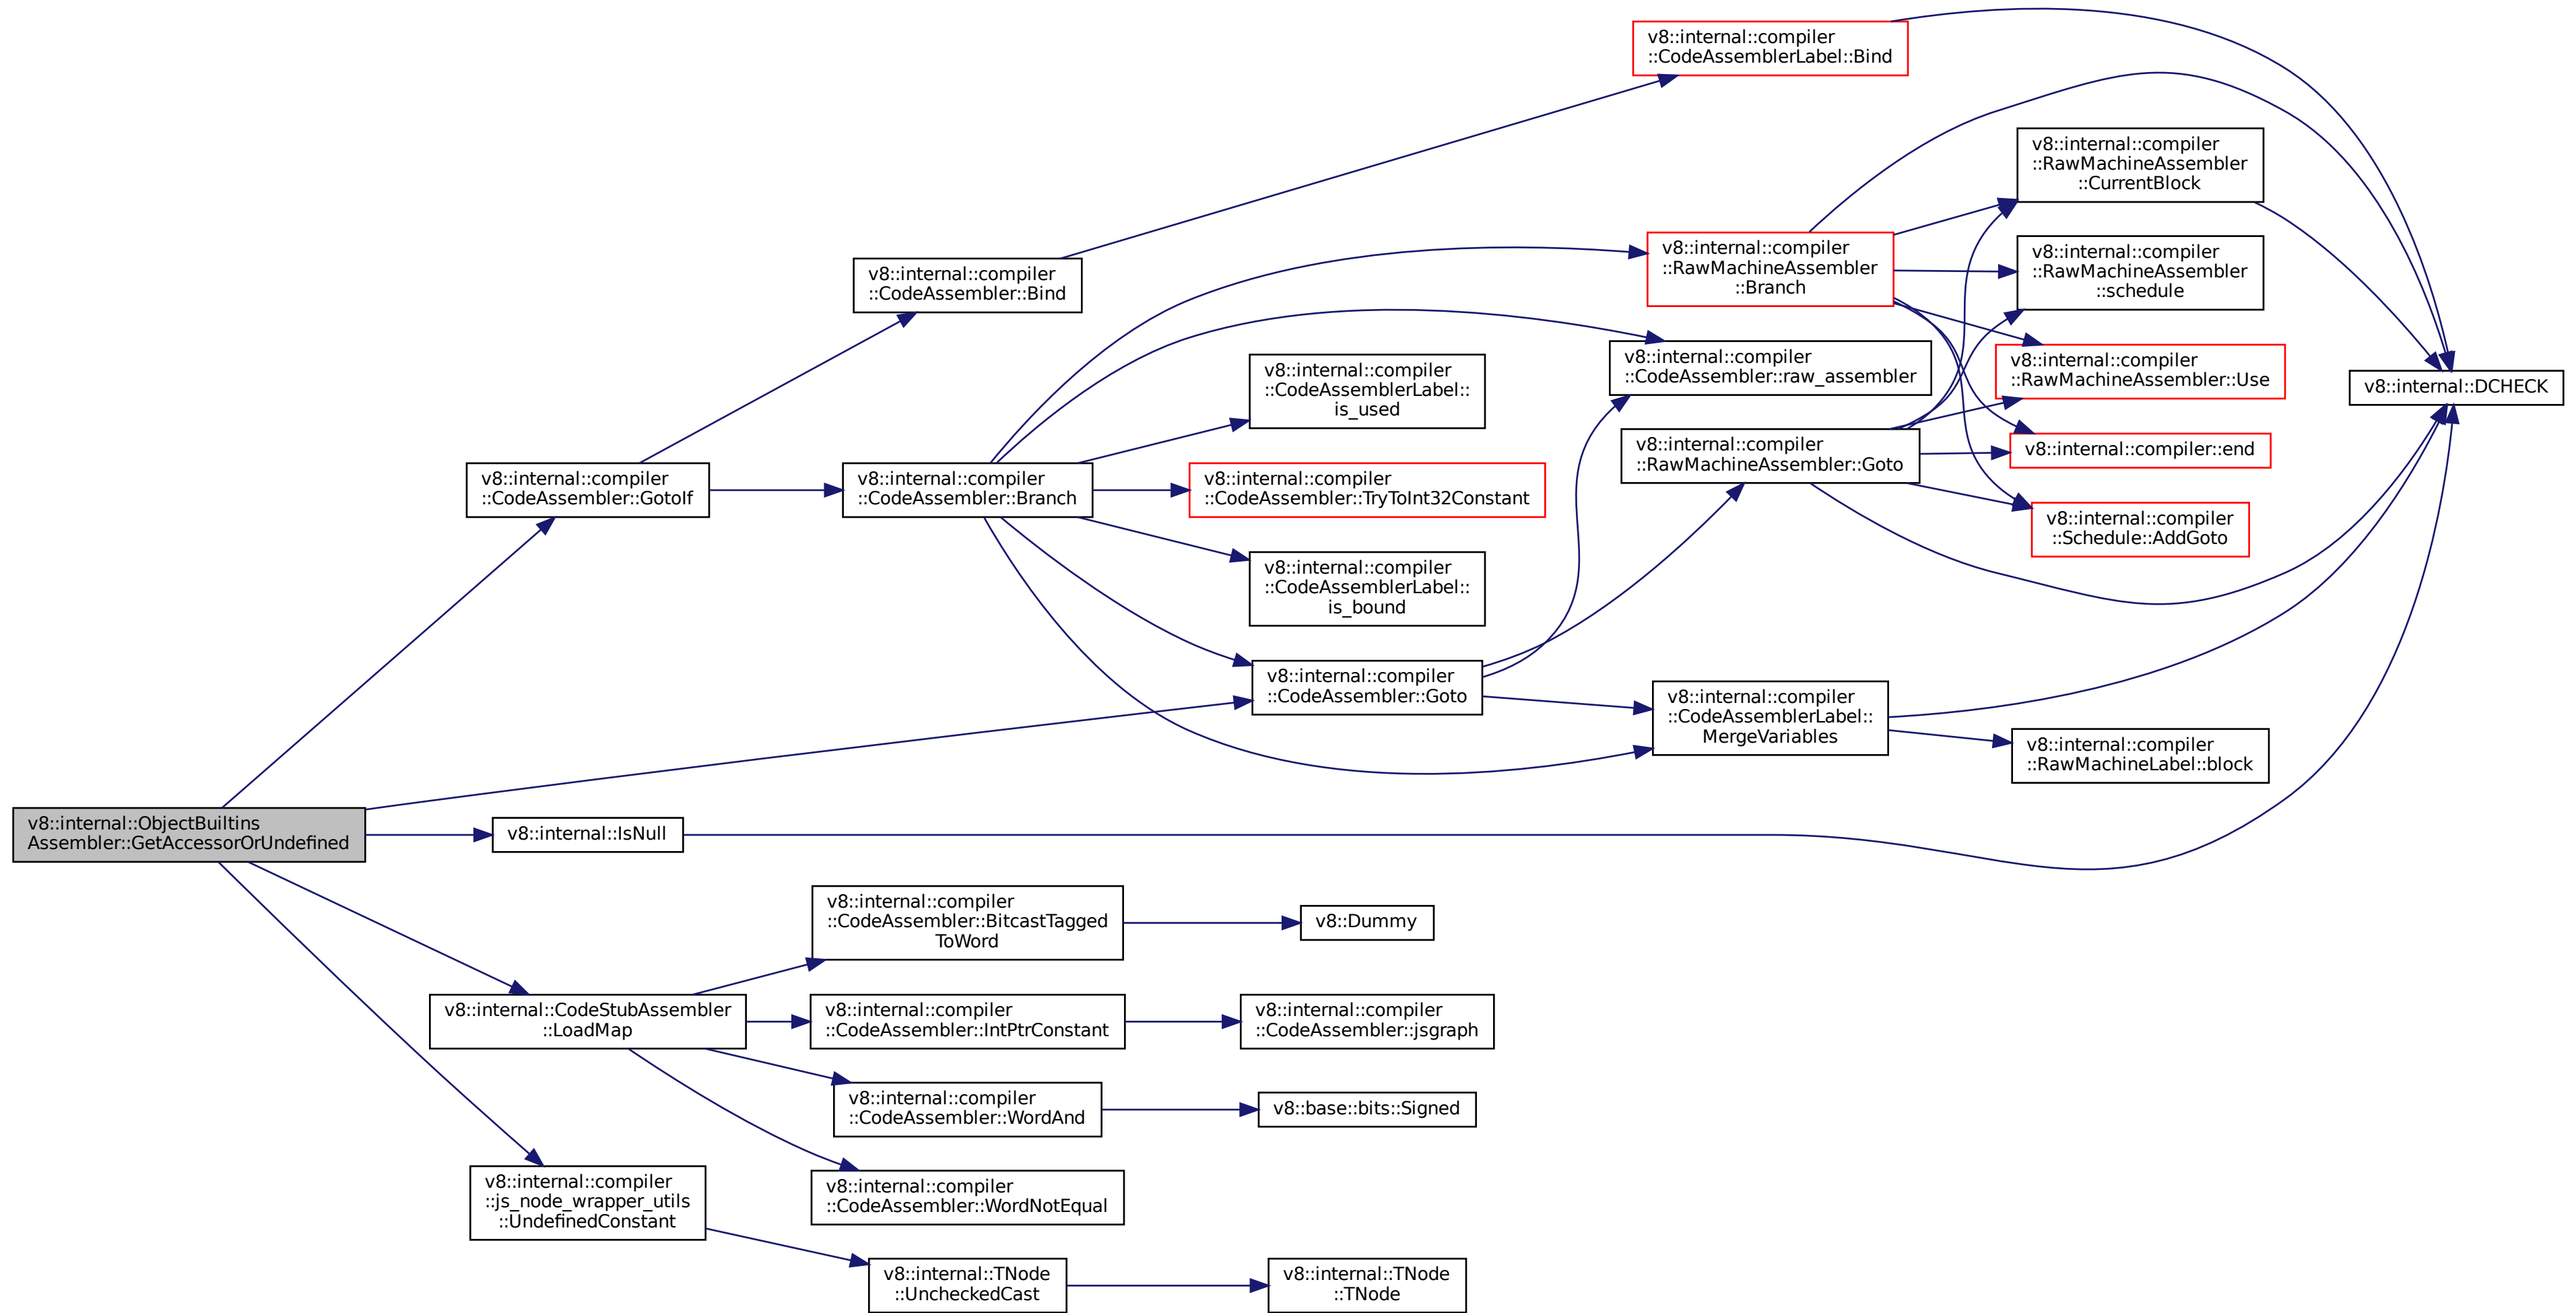 v8::internal::ObjectBuiltins
Assembler::GetAccessorOrUndefined
v8::internal::compiler
::CodeAssembler::GotoIf
v8::internal::compiler
::CodeAssembler::Bind
v8::internal::compiler
::CodeAssemblerLabel::Bind
v8::internal::DCHECK
v8::internal::compiler
::CodeAssembler::Branch
v8::internal::compiler
::RawMachineAssembler
::Branch
v8::internal::compiler
::RawMachineAssembler
::CurrentBlock
v8::internal::compiler
::RawMachineAssembler
::schedule
v8::internal::compiler
::RawMachineAssembler::Use
v8::internal::compiler::end
v8::internal::compiler
::Schedule::AddGoto
v8::internal::compiler
::CodeAssembler::raw_assembler
v8::internal::compiler
::CodeAssemblerLabel::
is_used
v8::internal::compiler
::CodeAssembler::TryToInt32Constant
v8::internal::compiler
::CodeAssemblerLabel::
is_bound
v8::internal::compiler
::RawMachineAssembler::Goto
v8::internal::compiler
::CodeAssembler::Goto
v8::internal::compiler
::CodeAssemblerLabel::
MergeVariables
v8::internal::compiler
::RawMachineLabel::block
v8::internal::IsNull
v8::internal::CodeStubAssembler
::LoadMap
v8::internal::compiler
::CodeAssembler::BitcastTagged
ToWord
v8::Dummy
v8::internal::compiler
::CodeAssembler::IntPtrConstant
v8::internal::compiler
::CodeAssembler::jsgraph
v8::internal::compiler
::CodeAssembler::WordAnd
v8::base::bits::Signed
v8::internal::compiler
::CodeAssembler::WordNotEqual
v8::internal::compiler
::js_node_wrapper_utils
::UndefinedConstant
v8::internal::TNode
::UncheckedCast
v8::internal::TNode
::TNode